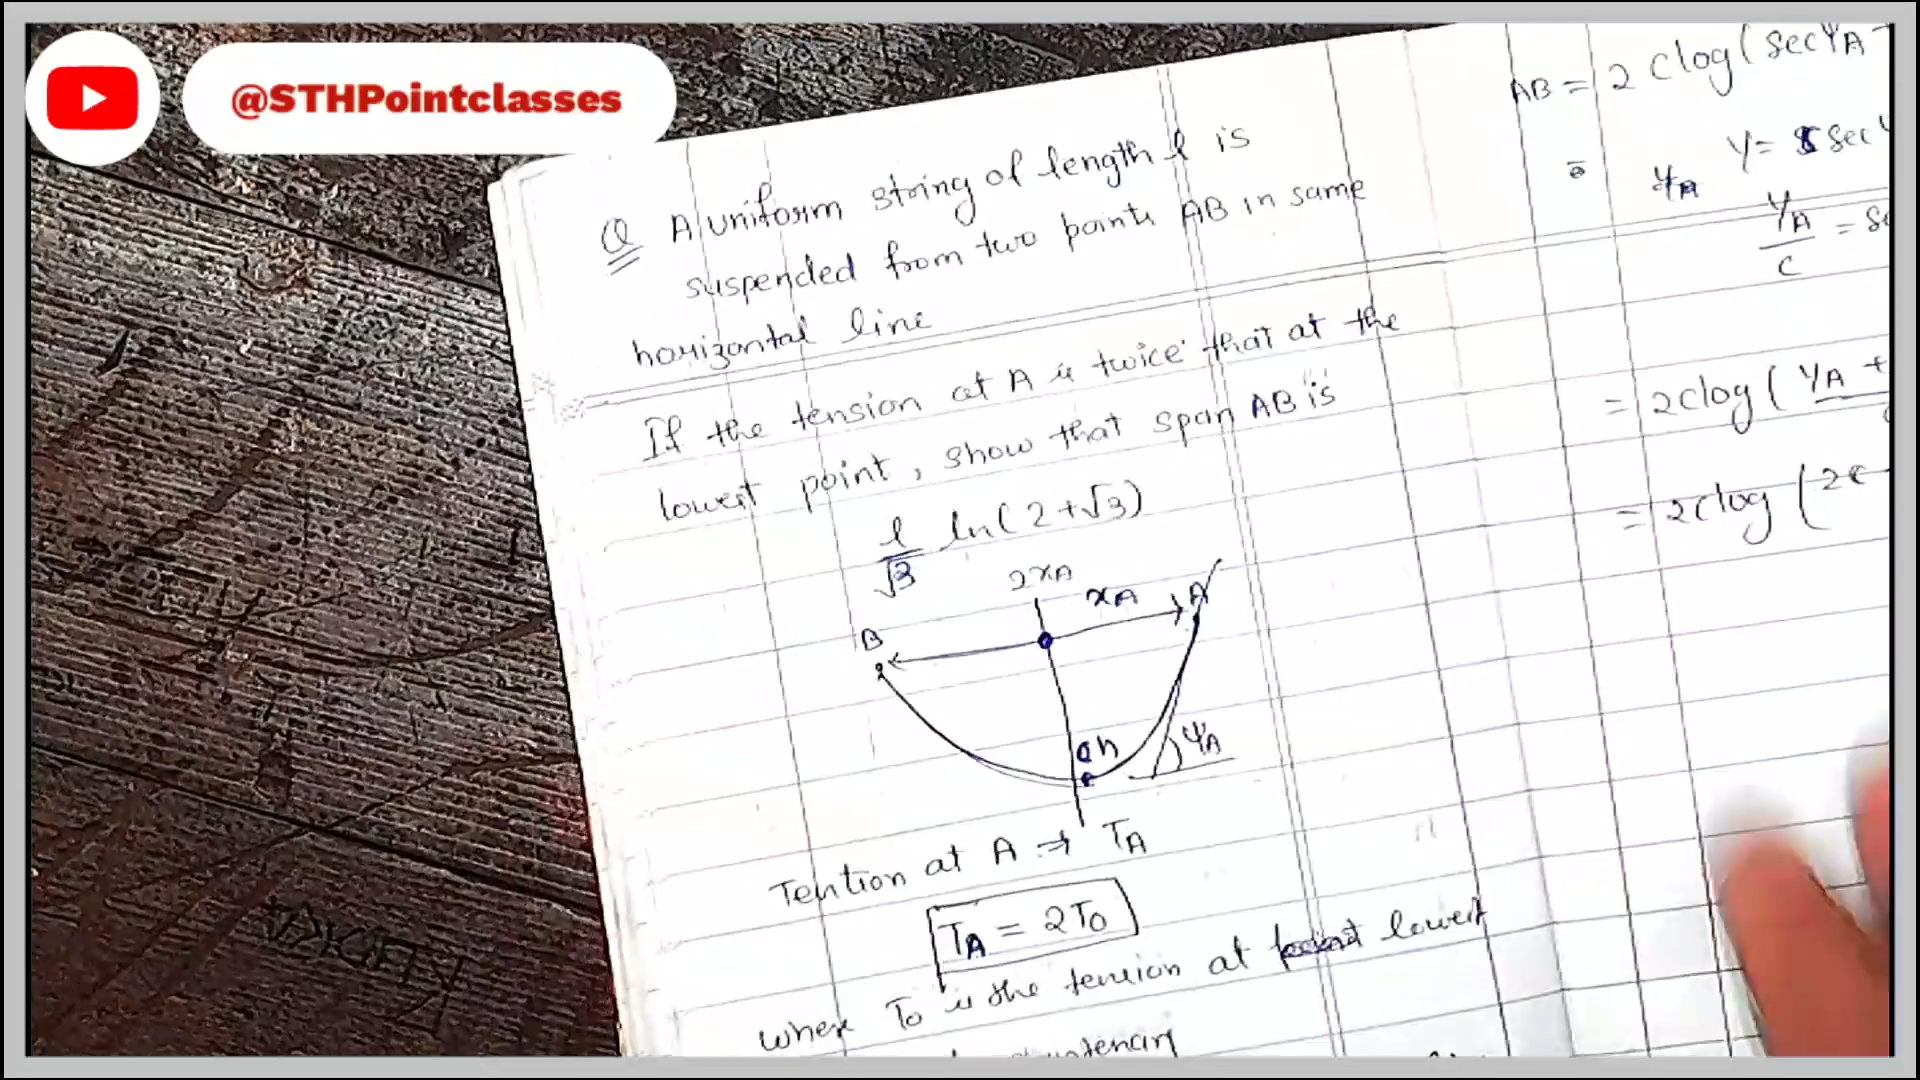 @STHPointclasses
Q A uniform string of length l is
suspended from two points AB in same
horizontal line
If the tension at A is twice that at the
lowest point, show that span AB is
l/√3 ln(2+√3)
2xA
xA
A
B
ψA
Tention at A ⇒ TA
TA = 2T0
where T0 is the tension at lowest
AB = 2 c log( sec ψA
y = sec
yA
yA/c =
= 2c log ( yA +
= 2c log ( 2c